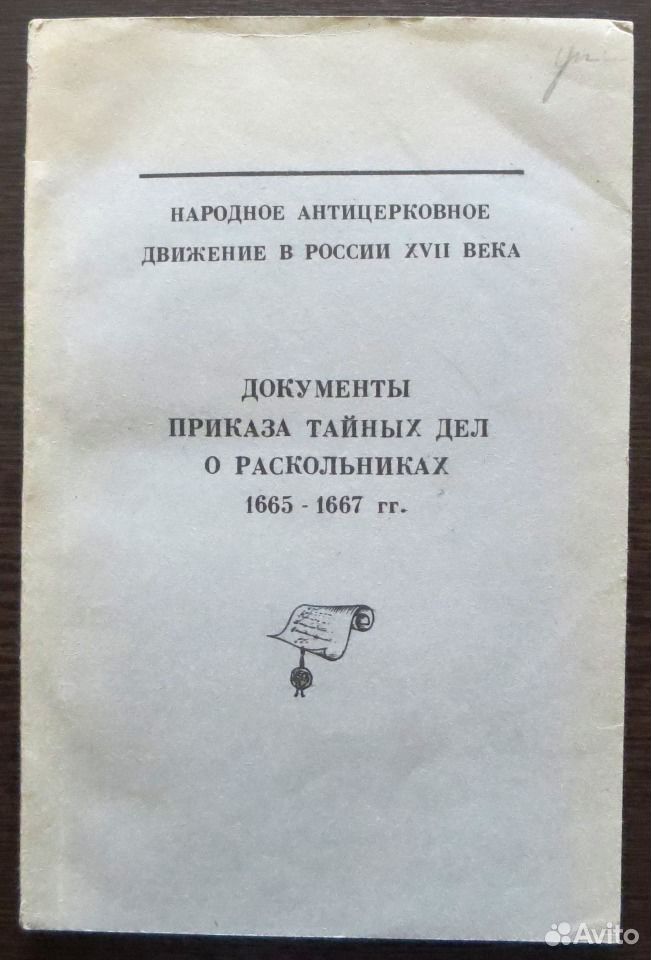 НАРОДНОЕ АНТИЦЕРКОВНОЕ
ДВИЖЕНИЕ В РОССИИ XVII ВЕКА
ДОКУМЕНТЫ
ПРИКАЗА ТАЙНЫХ ДЕЛ
О РАСКОЛЬНИКАХ
1665 - 1667 гг.
Avito